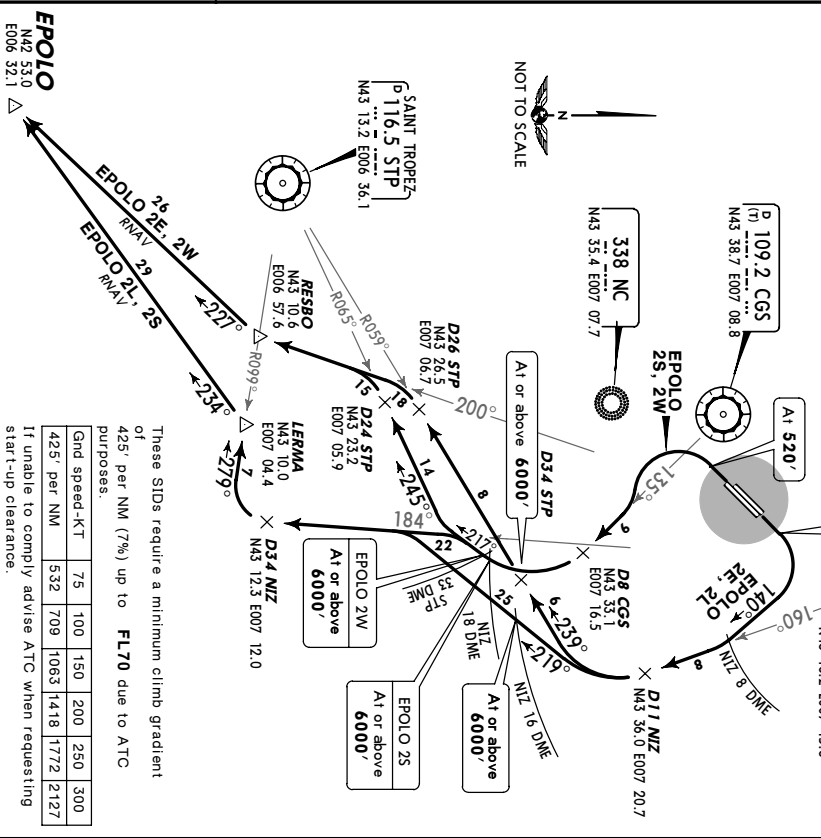 EPOLO
N42 53.0
E006 32.1
NOT TO SCALE
N
D
SAINT TROPEZ
116.5 STP
N43 13.2 E006 36.1
338 NC
N43 35.4 E007 07.7
D
(T)
109.2 CGS
N43 38.7 E007 08.8
At 520'
EPOLO
2S, 2W
135°
EPOLO
2E, 2L
140°
160°
8
NIZ 8 DME
9
D8 CGS
N43 33.1
E007 16.5
D11 NIZ
N43 36.0 E007 20.7
D34 STP
At or above
6000'
D26 STP
N43 26.5
E007 06.7
200°
R059°
R065°
18
15
D24 STP
N43 23.2
E007 05.9
8
14
245°
217°
6
239°
219°
NIZ 16 DME
NIZ
18 DME
STP
33 DME
25
22
184°
EPOLO 2W
At or above
6000'
EPOLO 2S
At or above
6000'
At or above
6000'
RESBO
N43 10.6
E006 57.6
R099°
LERMA
N43 10.0
E007 04.4
7
279°
D34 NIZ
N43 12.3 E007 12.0
227°
234°
26
EPOLO 2E, 2W
RNAV
29
EPOLO 2L, 2S
RNAV
These SIDs require a minimum climb gradient
of
425' per NM (7%) up to FL70 due to ATC
purposes.
Gnd speed-KT 75 100 150 200 250 300
425' per NM 532 709 1063 1418 1772 2127
If unable to comply advise ATC when requesting
start-up clearance.